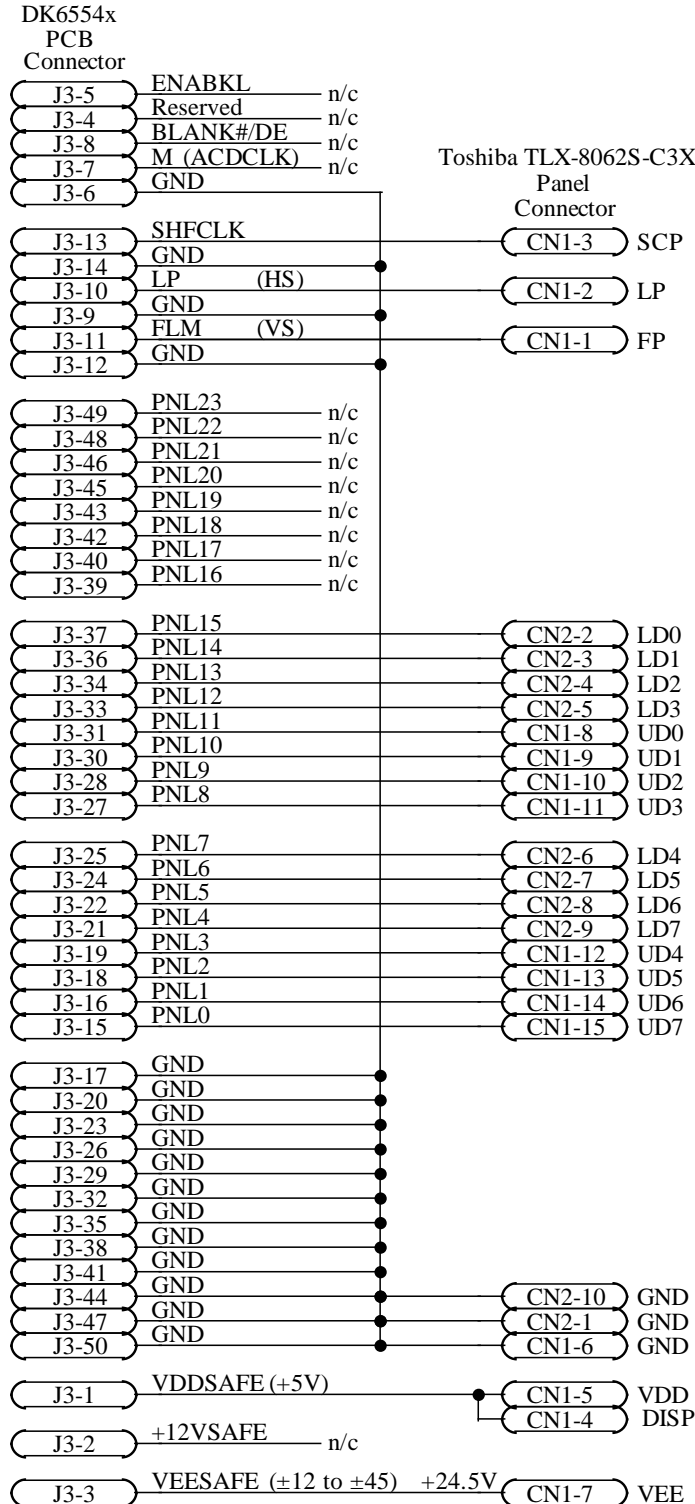 DK6554x
PCB
Connector
J3-5 ENABKL n/c
J3-4 Reserved n/c
J3-8 BLANK#/DE n/c
J3-7 M (ACDCLK) n/c
J3-6 GND
Toshiba TLX-8062S-C3X
Panel
Connector
J3-13 SHFCLK CN1-3 SCP
J3-14 GND
J3-10 LP (HS) CN1-2 LP
J3-9 GND
J3-11 FLM (VS) CN1-1 FP
J3-12 GND
J3-49 PNL23 n/c
J3-48 PNL22 n/c
J3-46 PNL21 n/c
J3-45 PNL20 n/c
J3-43 PNL19 n/c
J3-42 PNL18 n/c
J3-40 PNL17 n/c
J3-39 PNL16 n/c
J3-37 PNL15 CN2-2 LD0
J3-36 PNL14 CN2-3 LD1
J3-34 PNL13 CN2-4 LD2
J3-33 PNL12 CN2-5 LD3
J3-31 PNL11 CN1-8 UD0
J3-30 PNL10 CN1-9 UD1
J3-28 PNL9 CN1-10 UD2
J3-27 PNL8 CN1-11 UD3
J3-25 PNL7 CN2-6 LD4
J3-24 PNL6 CN2-7 LD5
J3-22 PNL5 CN2-8 LD6
J3-21 PNL4 CN2-9 LD7
J3-19 PNL3 CN1-12 UD4
J3-18 PNL2 CN1-13 UD5
J3-16 PNL1 CN1-14 UD6
J3-15 PNL0 CN1-15 UD7
J3-17 GND
J3-20 GND
J3-23 GND
J3-26 GND
J3-29 GND
J3-32 GND
J3-35 GND
J3-38 GND
J3-41 GND
J3-44 GND CN2-10 GND
J3-47 GND CN2-1 GND
J3-50 GND CN1-6 GND
J3-1 VDDSAFE (+5V) CN1-5 VDD
CN1-4 DISP
J3-2 +12VSAFE n/c
J3-3 VEESAFE (±12 to ±45) +24.5V CN1-7 VEE